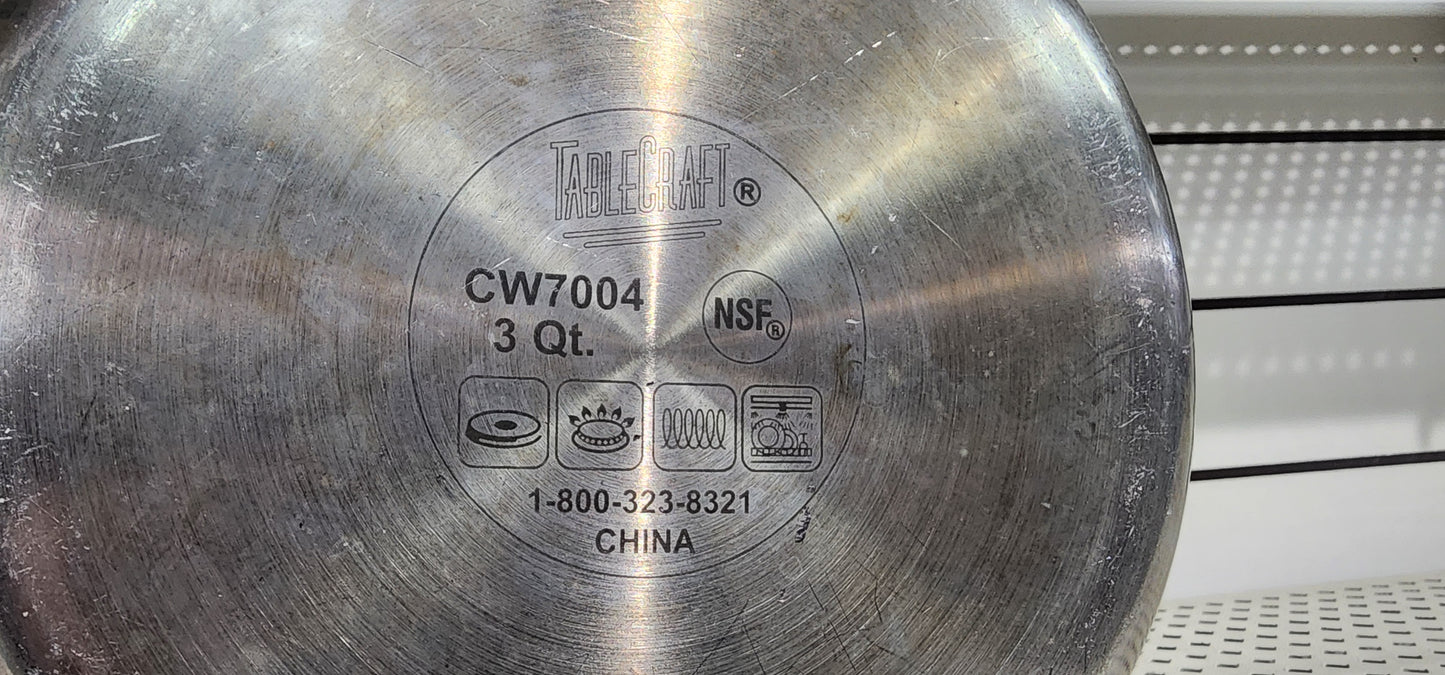 TABLECRAFT®
CW7004
3 Qt.
NSF®
1-800-323-8321
CHINA